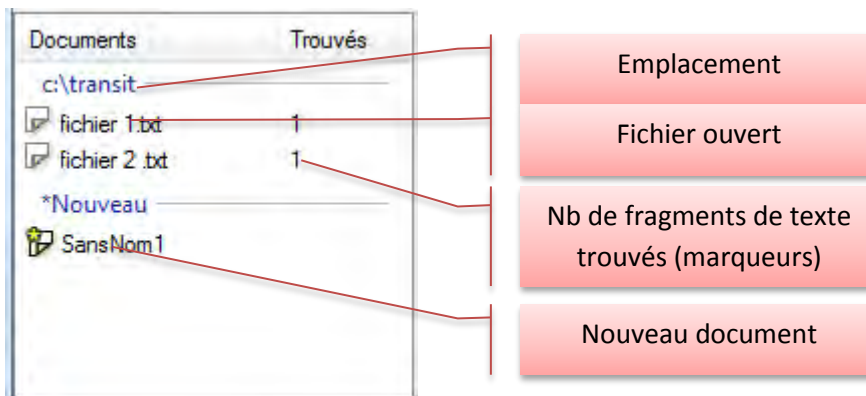 Documents Trouvés
c:\transit
fichier 1.txt 1
fichier 2 .txt 1
*Nouveau
SansNom1
Emplacement
Fichier ouvert
Nb de fragments de texte
trouvés (marqueurs)
Nouveau document